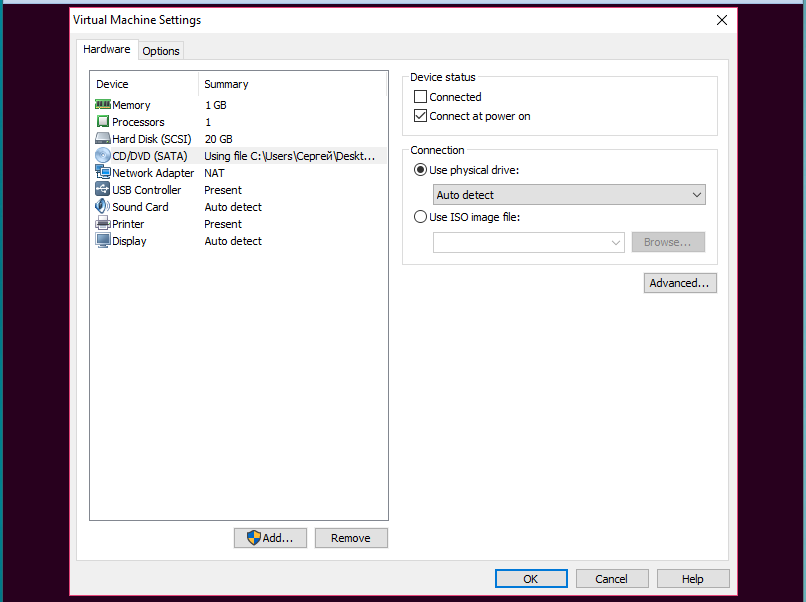 Virtual Machine Settings
Hardware Options
Device Summary
Memory 1 GB
Processors 1
Hard Disk (SCSI) 20 GB
CD/DVD (SATA) Using file C:\Users\Сергей\Deskt...
Network Adapter NAT
USB Controller Present
Sound Card Auto detect
Printer Present
Display Auto detect
Add... Remove
Device status
Connected
Connect at power on
Connection
Use physical drive:
Auto detect
Use ISO image file:
Browse...
Advanced...
OK Cancel Help